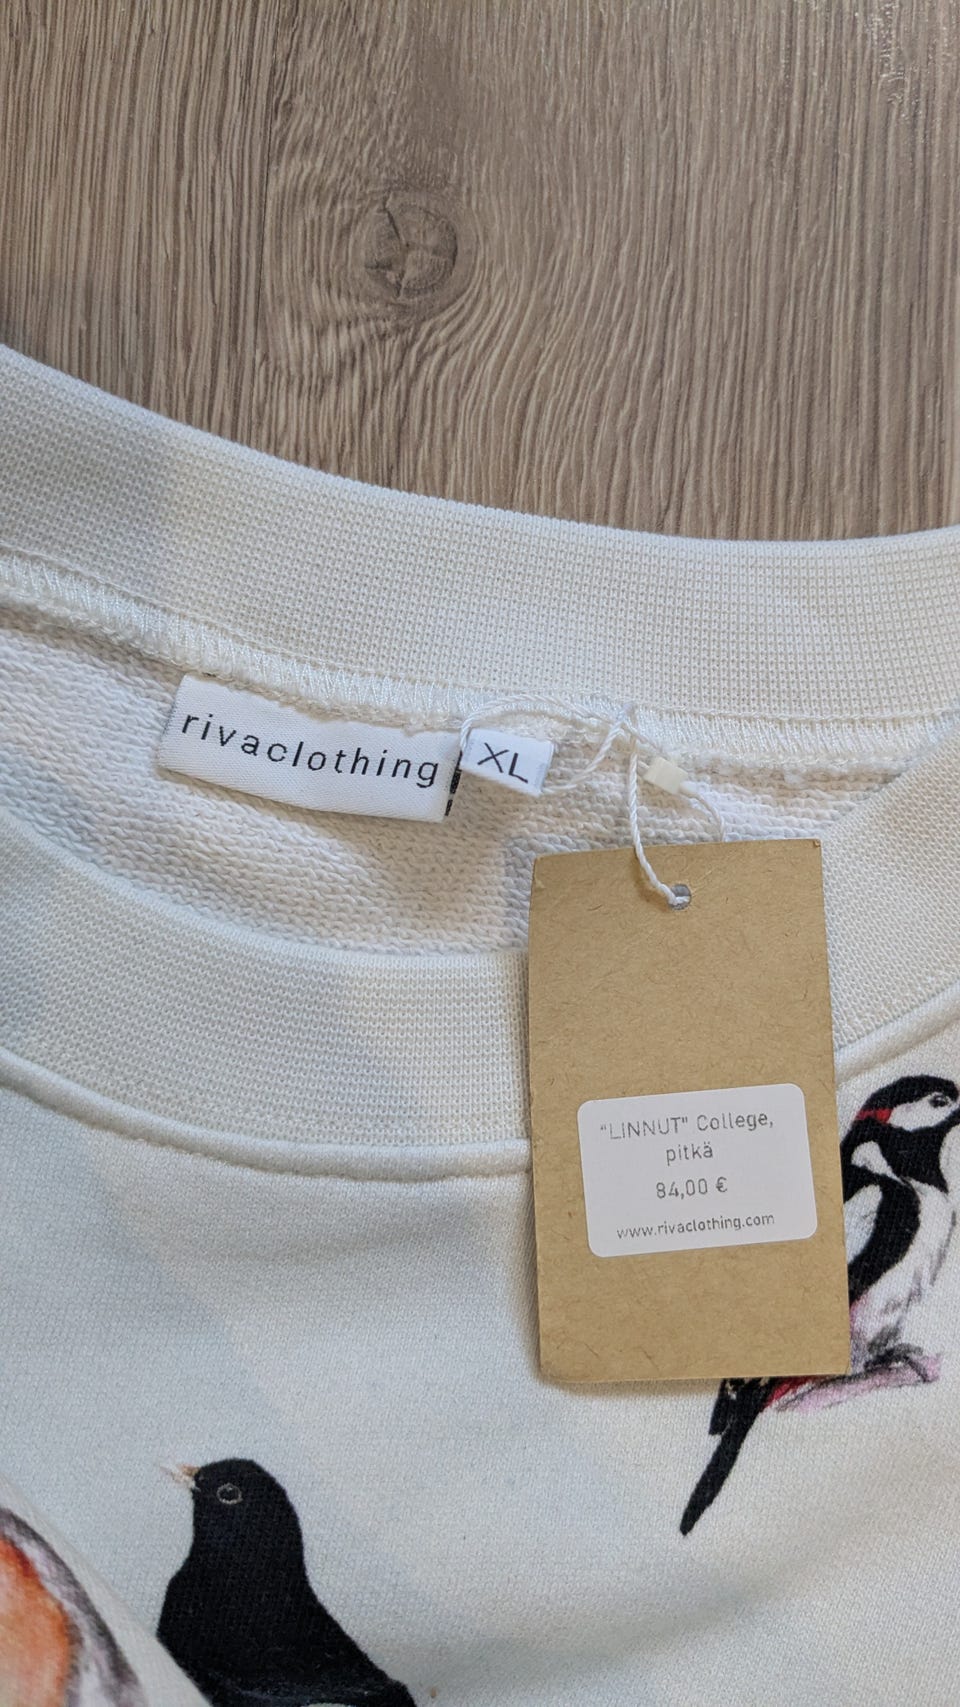 rivaclothing
XL
"LINNUT" College,
pitkä
84,00 €
www.rivaclothing.com